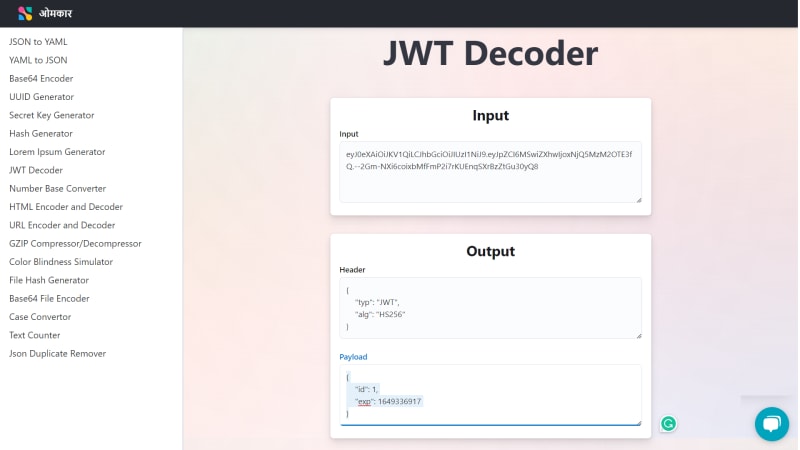 ओमकार
JSON to YAML
YAML to JSON
Base64 Encoder
UUID Generator
Secret Key Generator
Hash Generator
Lorem Ipsum Generator
JWT Decoder
Number Base Converter
HTML Encoder and Decoder
URL Encoder and Decoder
GZIP Compressor/Decompressor
Color Blindness Simulator
File Hash Generator
Base64 File Encoder
Case Convertor
Text Counter
Json Duplicate Remover
JWT Decoder
Input
Input
eyJ0eXAiOiJKV1QiLCJhbGciOiJIUzI1NiJ9.eyJpZCI6MSwiZXhwIjoxNjQ5MzM2OTE3f
Q.--2Gm-NXi6coixbMfFmP2i7rKUEnqSXrBzZtGu30yQ8
Output
Header
{
"typ": "JWT",
"alg": "HS256"
}
Payload
{
"id": 1,
"exp": 1649336917
}